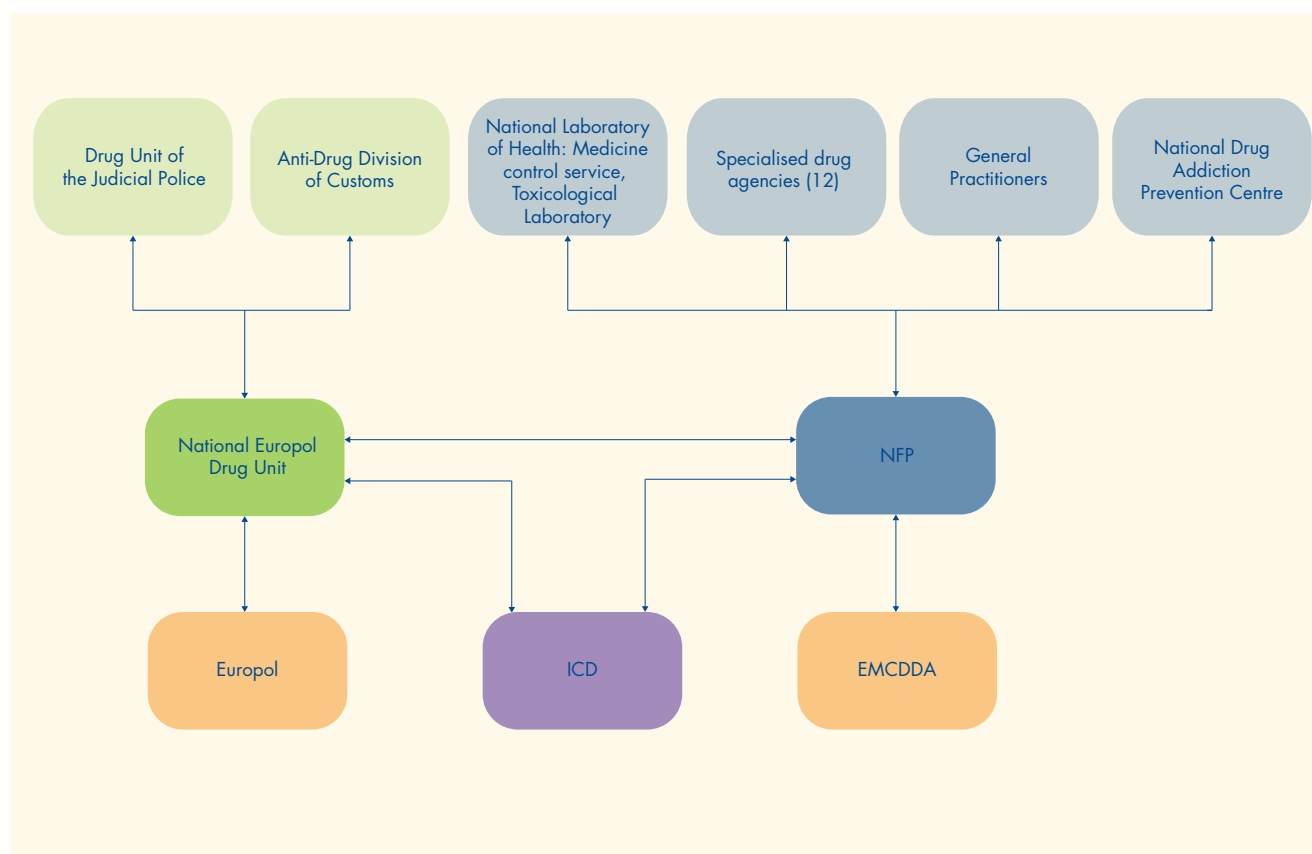 Drug Unit of
the Judicial Police
Anti-Drug Division
of Customs
National Laboratory
of Health: Medicine
control service,
Toxicological
Laboratory
Specialised drug
agencies (12)
General
Practitioners
National Drug
Addiction
Prevention Centre
National Europol
Drug Unit
NFP
Europol
ICD
EMCDDA